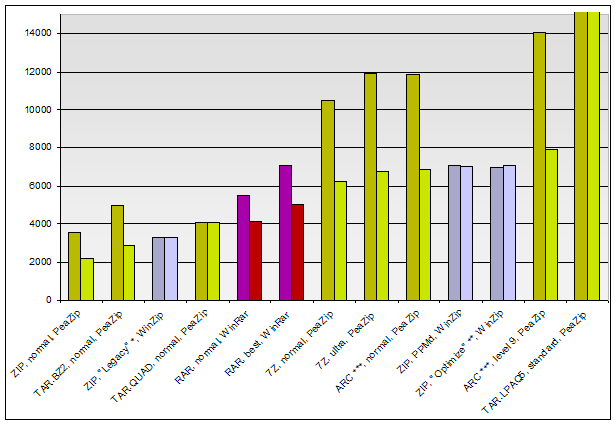 14000
12000
10000
8000
6000
4000
2000
0
ZIP, normal, PeaZip
TAR.BZ2, normal, PeaZip
ZIP, "Legacy" *, WinZip
TAR.QUAD, normal, PeaZip
RAR, normal, WinRar
RAR, best, WinRar
7Z, normal, PeaZip
7Z, ultra, PeaZip
ARC ***, normal, PeaZip
ZIP, PPMd, WinZip
ZIP, "Optimize" **, WinZip
ARC ***, level 9, PeaZip
TAR.LPAQ5, standard, PeaZip